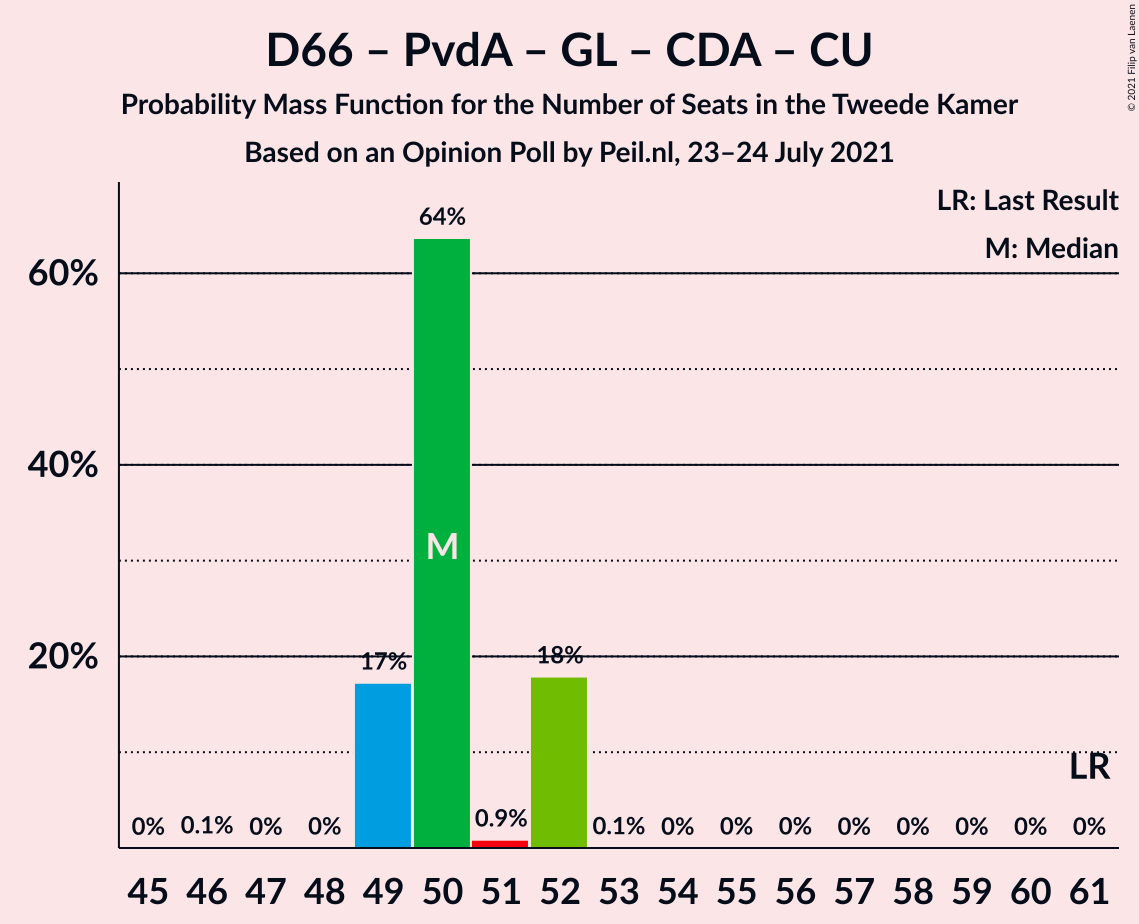 D66 – PvdA – GL – CDA – CU
Probability Mass Function for the Number of Seats in the Tweede Kamer
Based on an Opinion Poll by Peil.nl, 23–24 July 2021
© 2021 Filip van Laenen
LR: Last Result
M: Median
64%
60%
40%
M
20%
17%
18%
LR
0% 0.1% 0% 0% 0.9% 0.1% 0% 0% 0% 0% 0% 0% 0% 0%
45 46 47 48 49 50 51 52 53 54 55 56 57 58 59 60 61